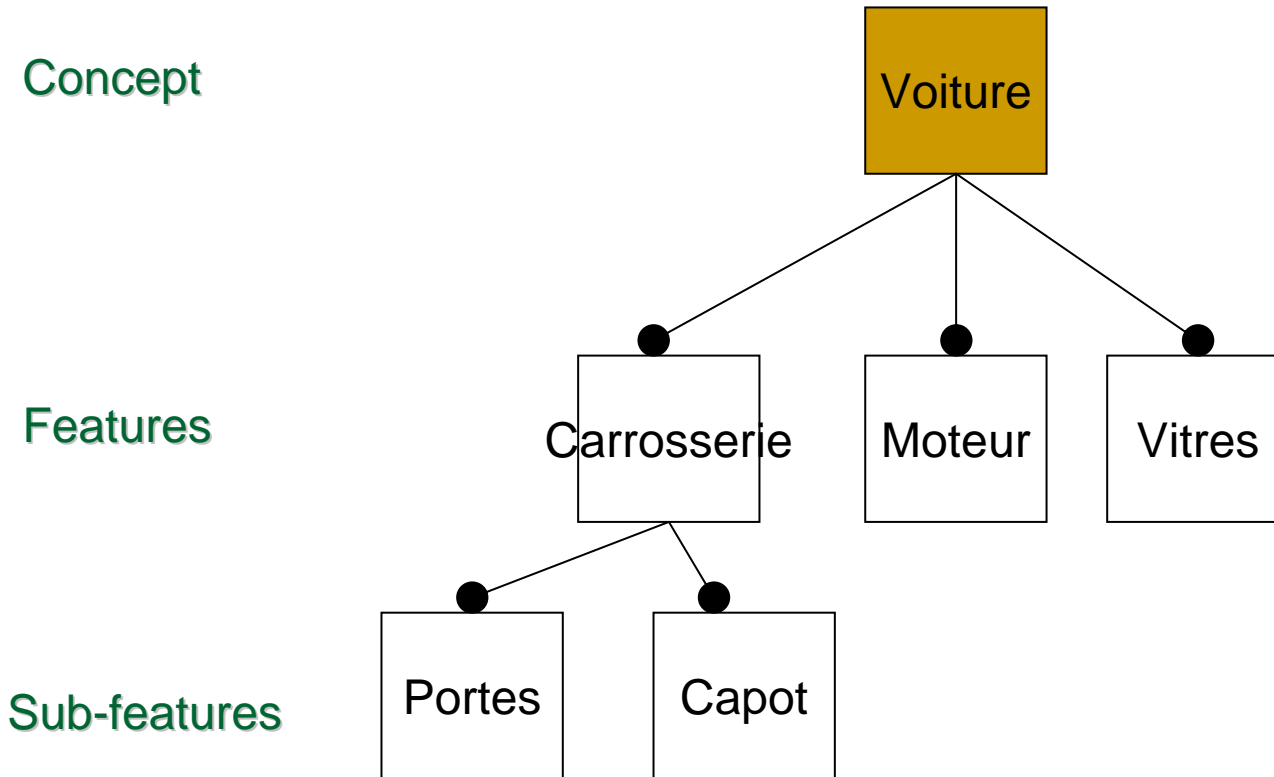 Concept
Voiture
Features
Carrosserie
Moteur
Vitres
Sub-features
Portes
Capot